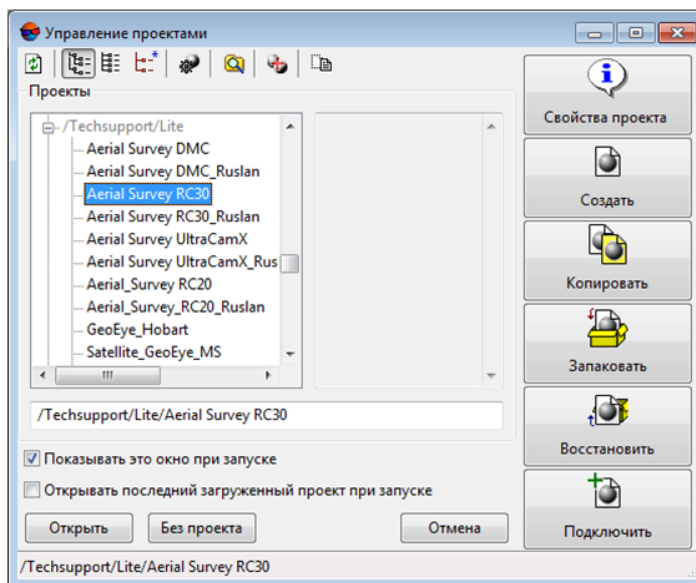 Управление проектами
Проекты
/Techsupport/Lite
Aerial Survey DMC
Aerial Survey DMC_Ruslan
Aerial Survey RC30
Aerial Survey RC30_Ruslan
Aerial Survey UltraCamX
Aerial Survey UltraCamX_Rus
Aerial_Survey RC20
Aerial_Survey_RC20_Ruslan
GeoEye_Hobart
Satellite_GeoEye_MS
/Techsupport/Lite/Aerial Survey RC30
Показывать это окно при запуске
Открывать последний загруженный проект при запуске
Открыть
Без проекта
Отмена
Свойства проекта
Создать
Копировать
Запаковать
Восстановить
Подключить
/Techsupport/Lite/Aerial Survey RC30